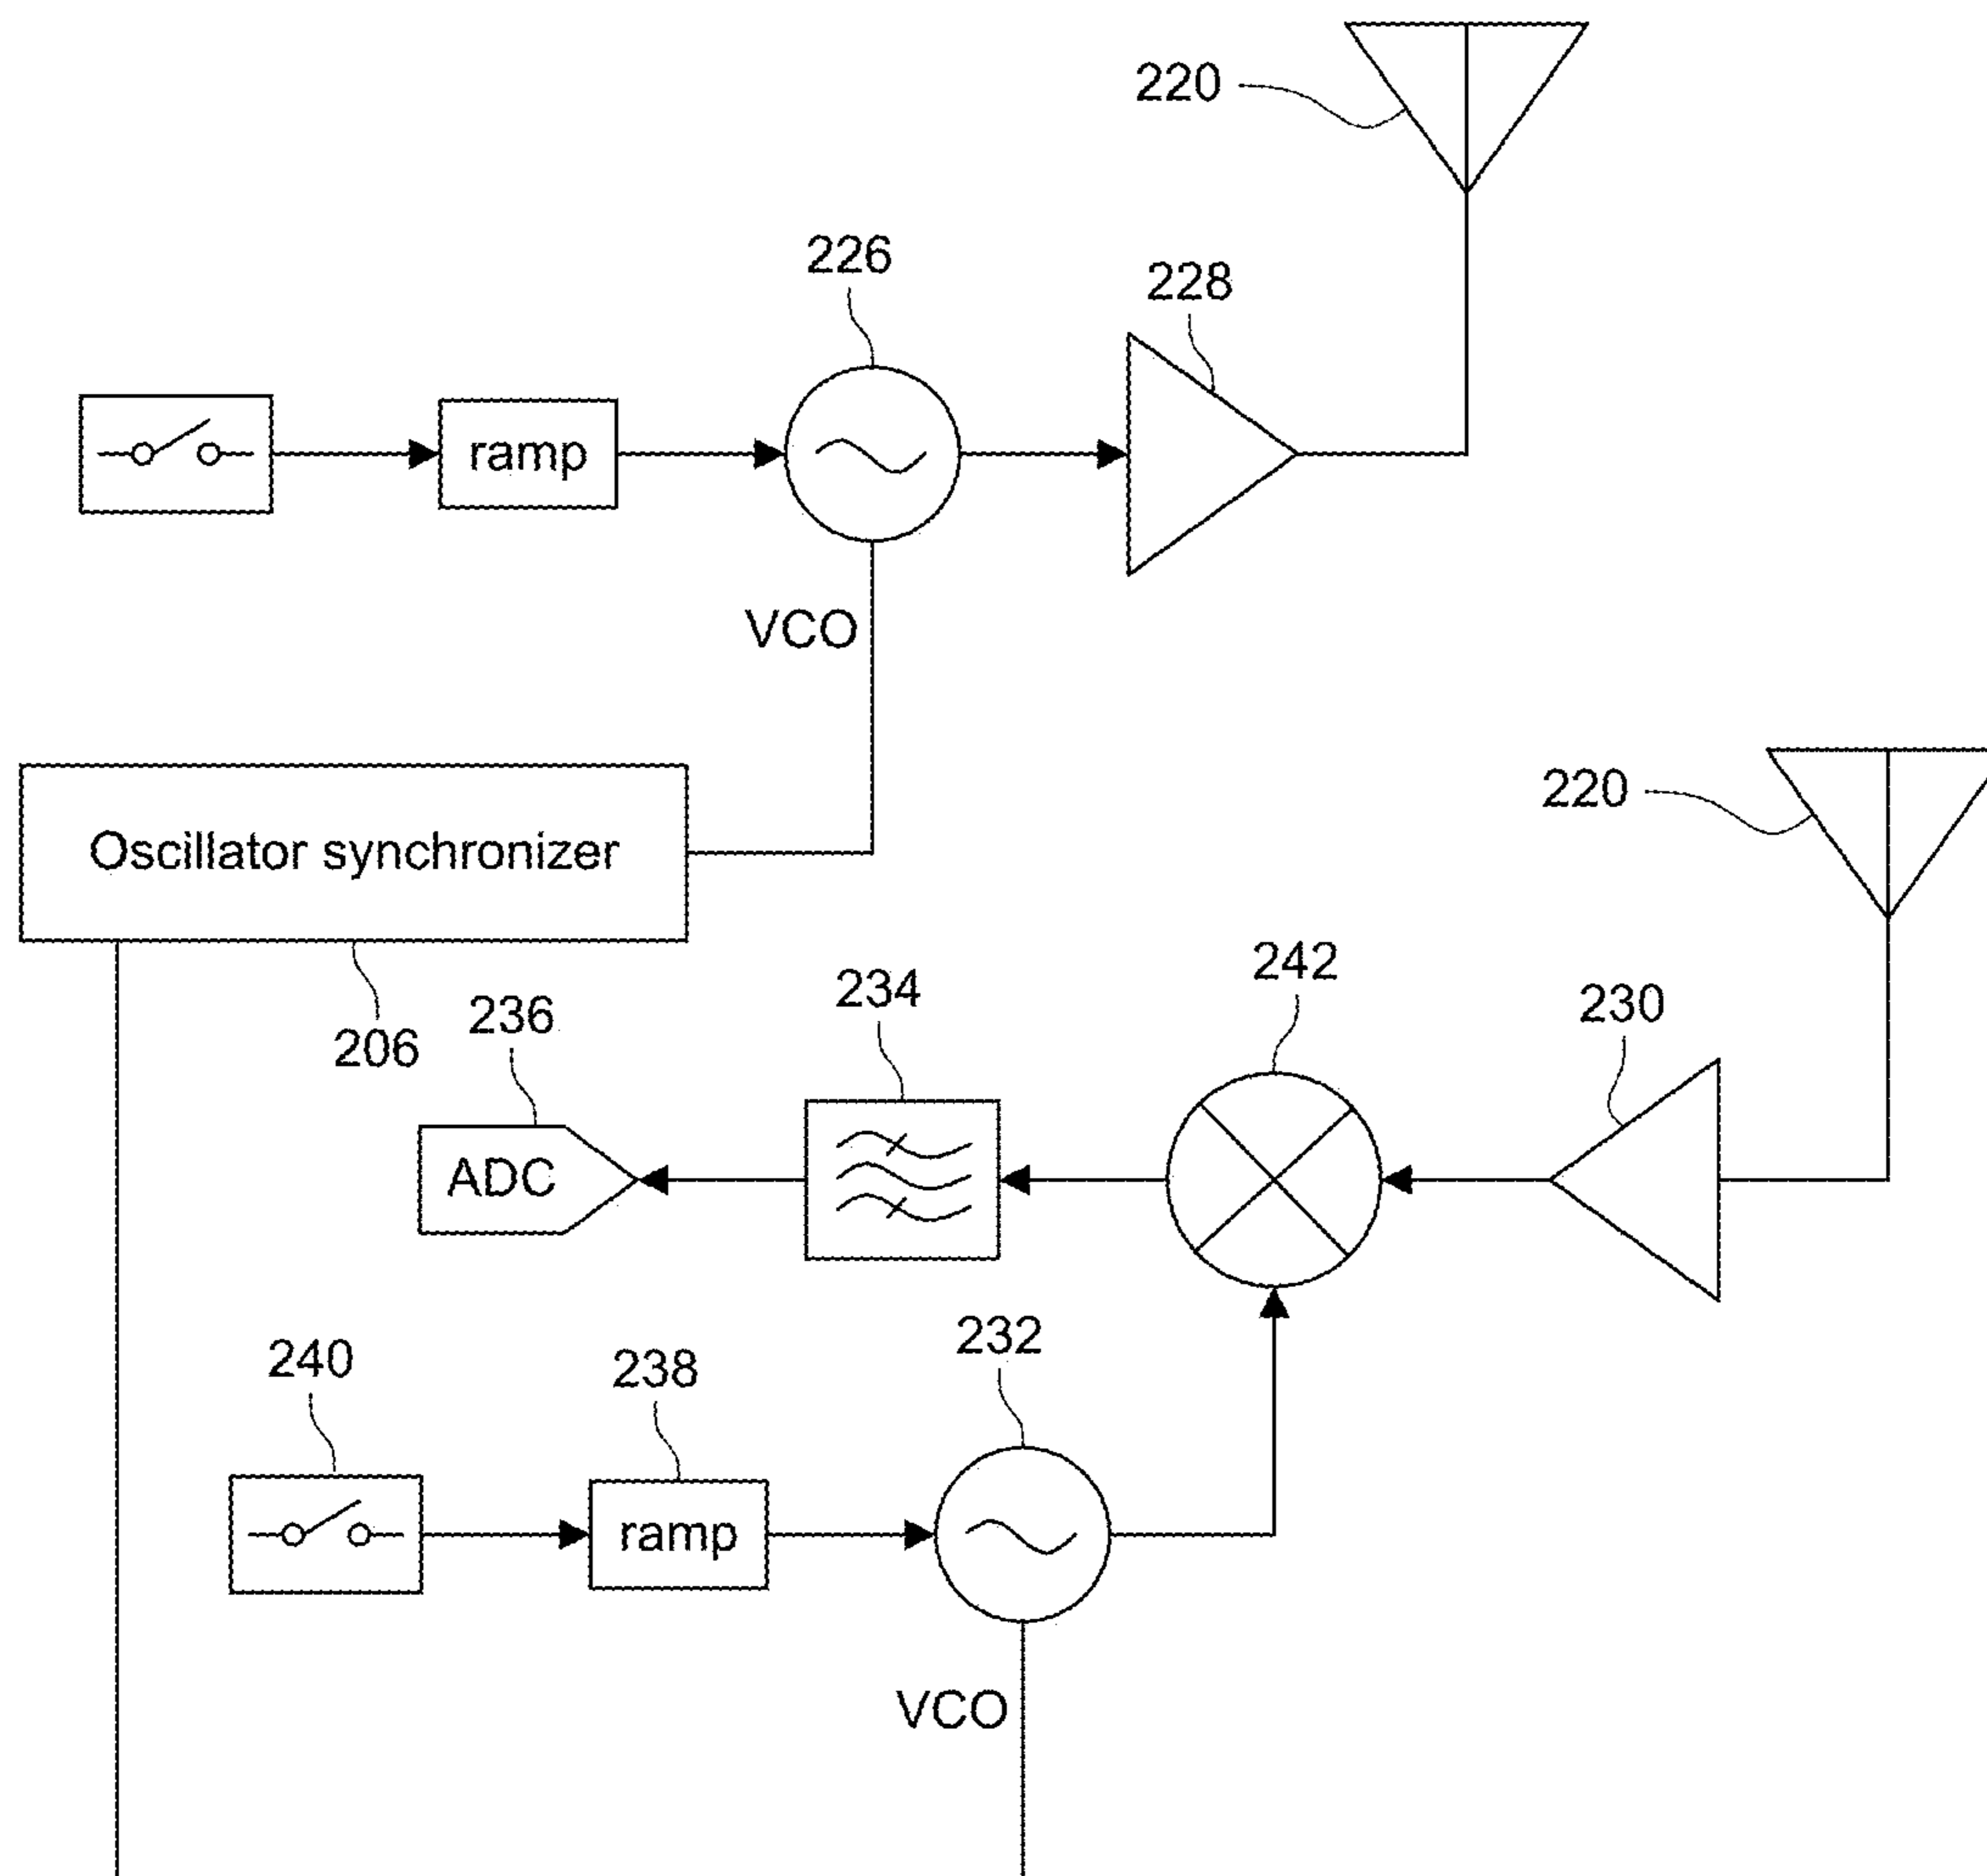 220
226
228
ramp
VCO
220
Oscillator synchronizer
242
234
230
236
206
ADC
232
240
238
ramp
VCO